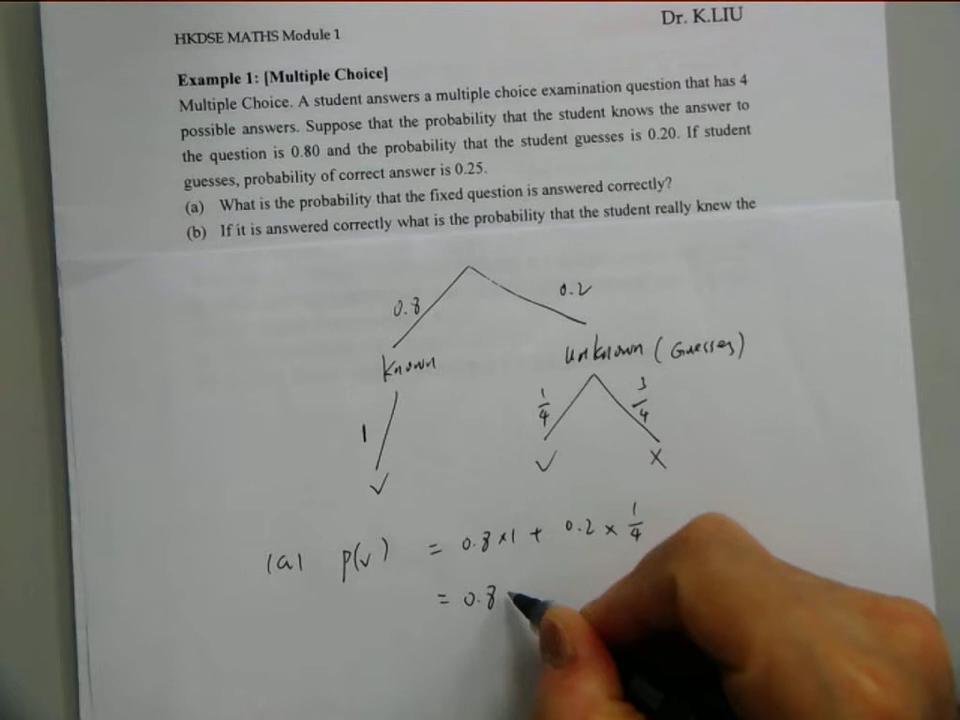 Dr. K.LIU
HKDSE MATHS Module 1
Example 1: [Multiple Choice]
Multiple Choice. A student answers a multiple choice examination question that has 4
possible answers. Suppose that the probability that the student knows the answer to
the question is 0.80 and the probability that the student guesses is 0.20. If student
guesses, probability of correct answer is 0.25.
(a) What is the probability that the fixed question is answered correctly?
(b) If it is answered correctly what is the probability that the student really knew the
0.8 0.2
Known unknown (Guesses)
1 1/4 3/4
✓ ✓ ✗
(a) P(✓) = 0.8 × 1 + 0.2 × 1/4
= 0.8